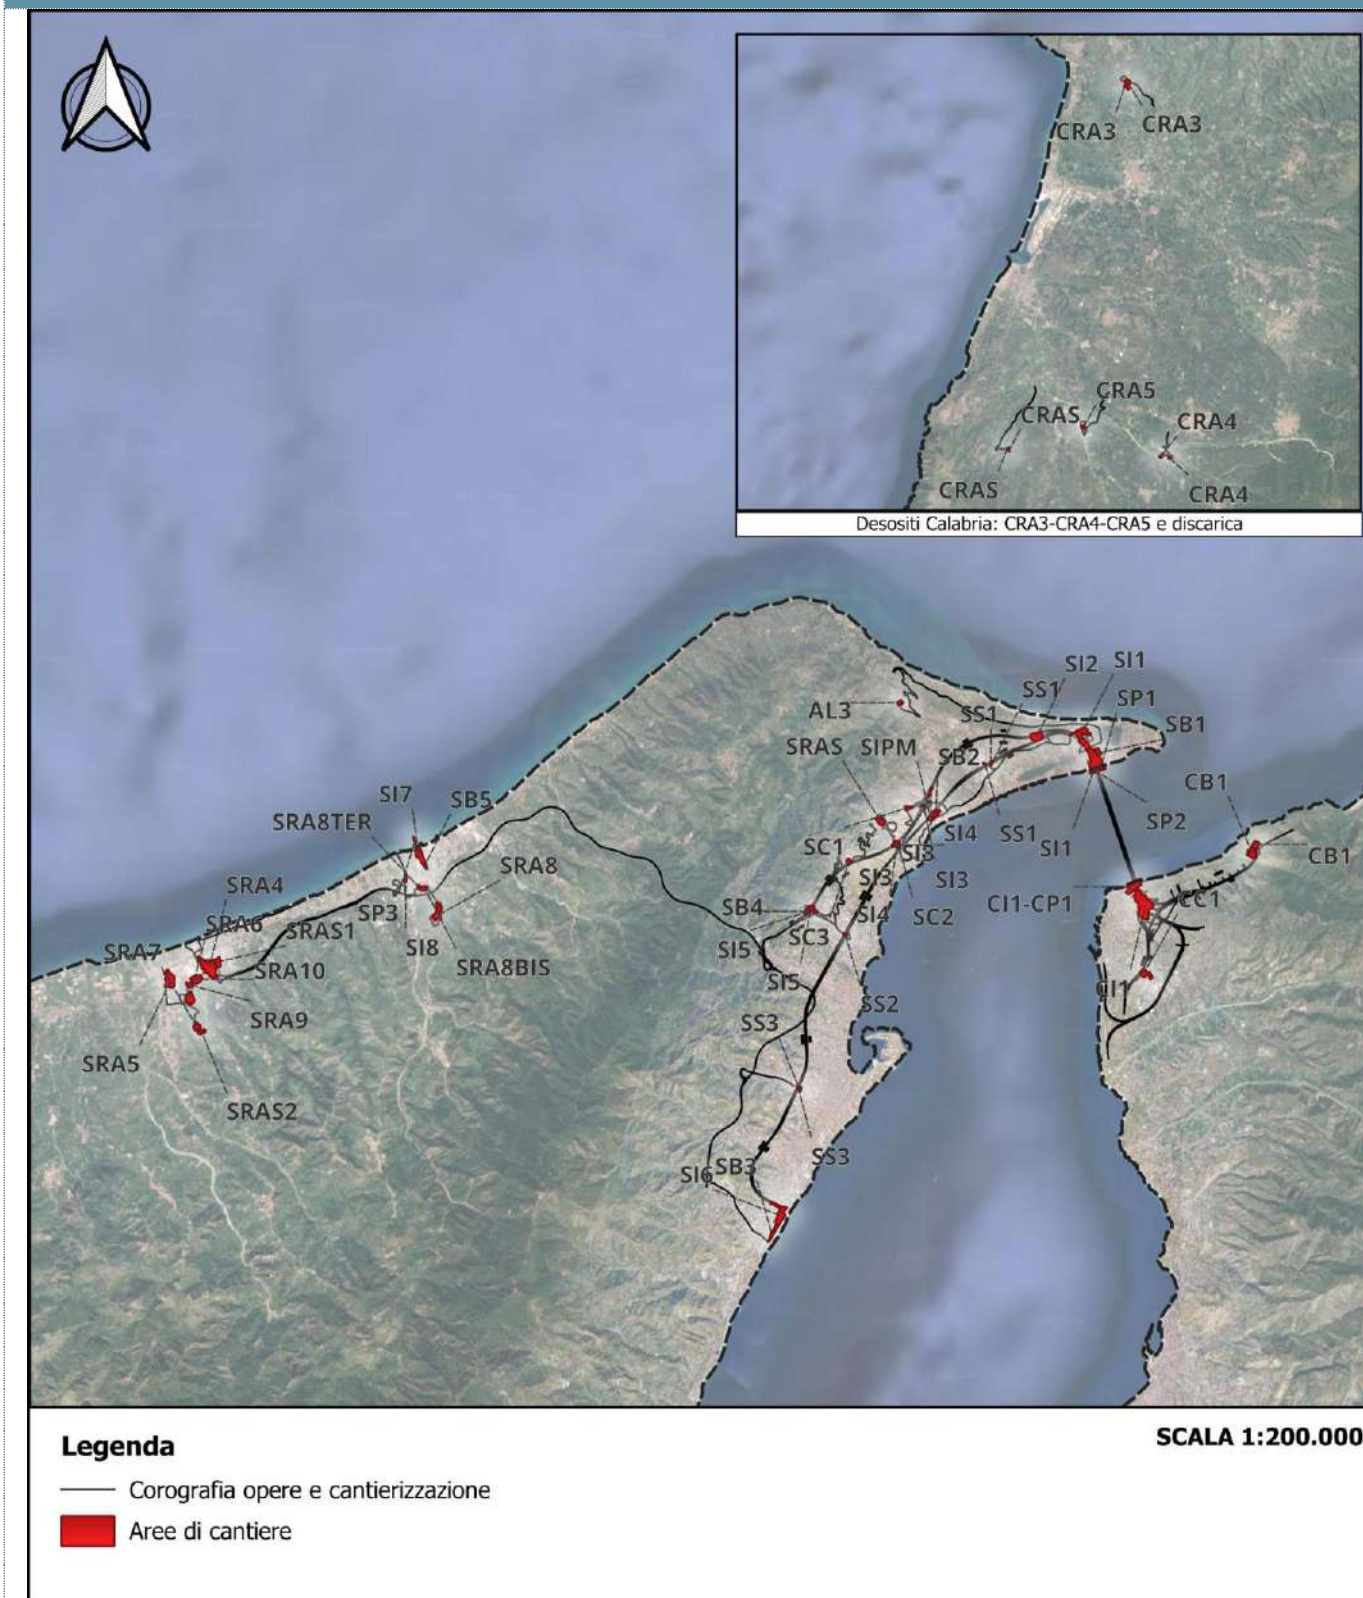 CRA3
CRA3
CRA5
CRAS
CRA4
CRAS
CRA4
Desositi Calabria: CRA3-CRA4-CRA5 e discarica
SI2
SI1
SS1
SP1
AL3
SS1
SB1
SRAS
SIPM
SB2
CB1
SI7
SB5
SRA8TER
SI4
SS1
SP2
SC1
SI3
SI1
CB1
SRA8
SI3
SI3
SRA4
SP3
SB4
SI4
SC2
CI1-CP1
CC1
SRA6
SRAS1
SI8
SC3
SRA7
SI5
SRA10
SRA8BIS
SI5
CI1
SS2
SRA9
SS3
SRA5
SRAS2
SS3
SB3
SI6
Legenda
SCALA 1:200.000
Corografia opere e cantierizzazione
Aree di cantiere